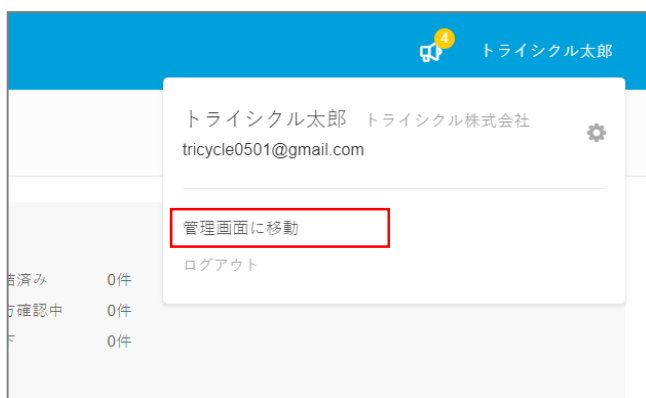 4
トライシクル太郎
トライシクル太郎 トライシクル株式会社
tricycle0501@gmail.com
管理画面に移動
ログアウト
済み 0件
確認中 0件
下 0件